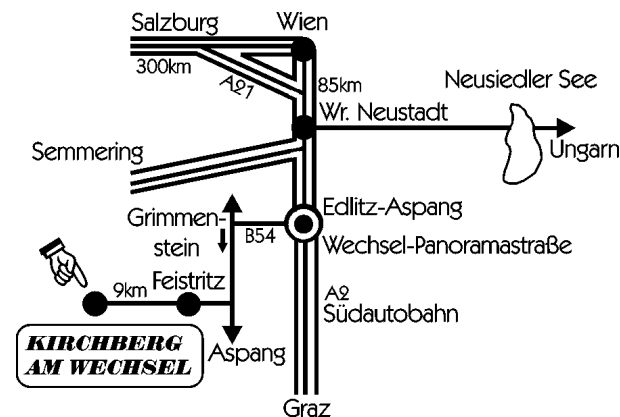 Salzburg
Wien
300km
A21
85km
Neusiedler See
Wr. Neustadt
Ungarn
Semmering
Grimmen-
stein
B54
Edlitz-Aspang
Wechsel-Panoramastraße
Feistritz
9km
A2
Südautobahn
KIRCHBERG
AM WECHSEL
Aspang
Graz